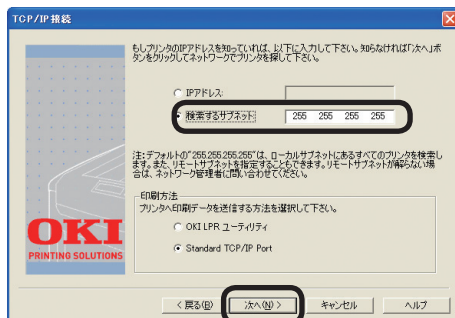 TCP/IP 接続
もしプリンタのIPアドレスを知っていれば、以下に入力して下さい。知らなければ「次へ」ボ
タンをクリックしてネットワークでプリンタを探して下さい。
IPアドレス:
検索するサブネット 255 255 255 255
注: デフォルトの"255.255.255.255"は、ローカルサブネットにあるすべてのプリンタを検索し
ます。また、リモートサブネットを指定することもできます。リモートサブネットが解らない場
合は、ネットワーク管理者に問い合わせてください。
印刷方法
プリンタへ印刷データを送信する方法を選択して下さい。
OKI LPR ユーティリティ
Standard TCP/IP Port
OKI
PRINTING SOLUTIONS
< 戻る(B) 次へ(N) > キャンセル ヘルプ